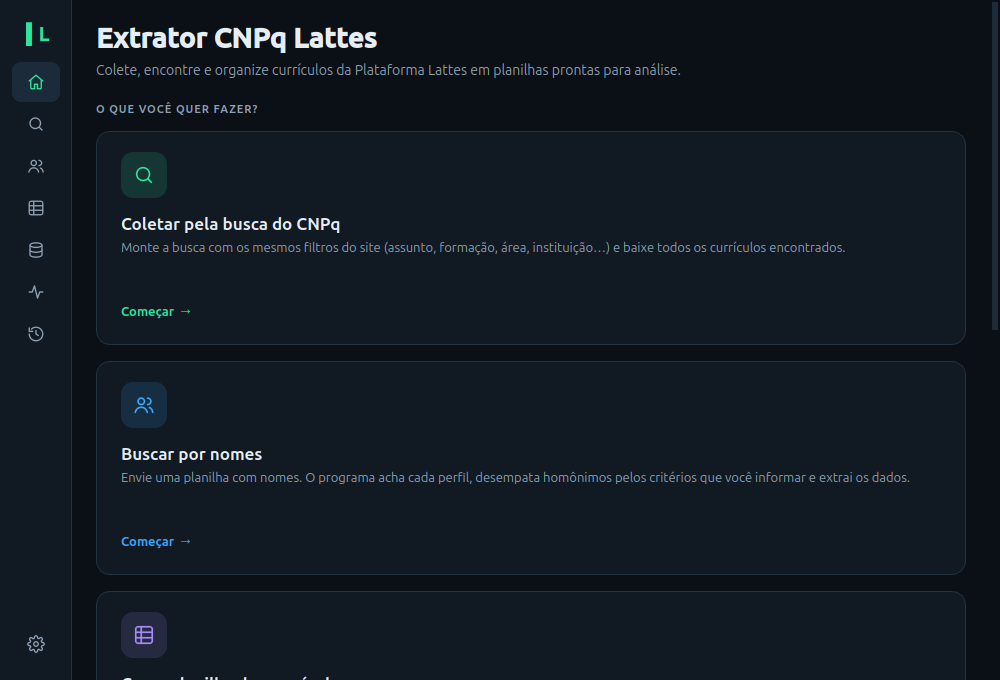 L
Extrator CNPq Lattes
Colete, encontre e organize currículos da Plataforma Lattes em planilhas prontas para análise.
O QUE VOCÊ QUER FAZER?
Coletar pela busca do CNPq
Monte a busca com os mesmos filtros do site (assunto, formação, área, instituição…) e baixe todos os currículos encontrados.
Começar →
Buscar por nomes
Envie uma planilha com nomes. O programa acha cada perfil, desempata homônimos pelos critérios que você informar e extrai os dados.
Começar →